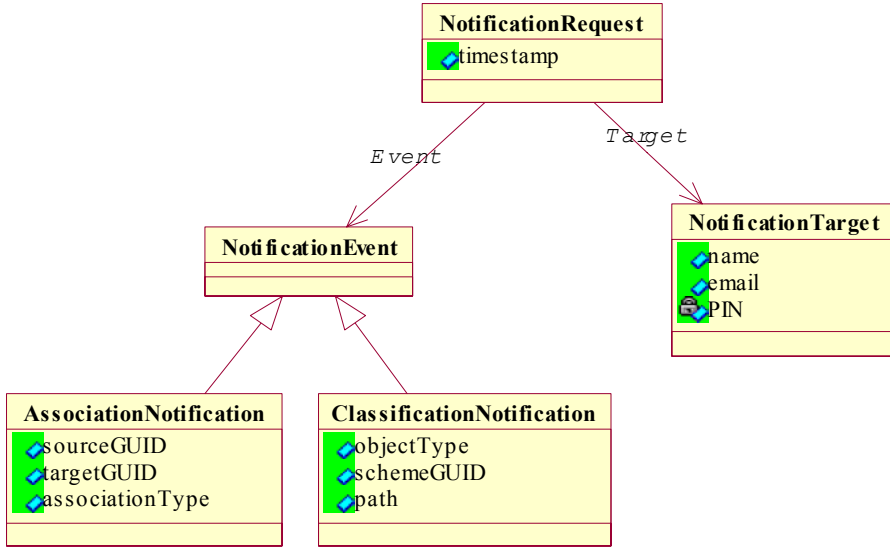 NotificationRequest
timestamp
Event
Target
NotificationEvent
NotificationTarget
name
email
PIN
AssociationNotification
sourceGUID
targetGUID
associationType
ClassificationNotification
objectType
schemeGUID
path